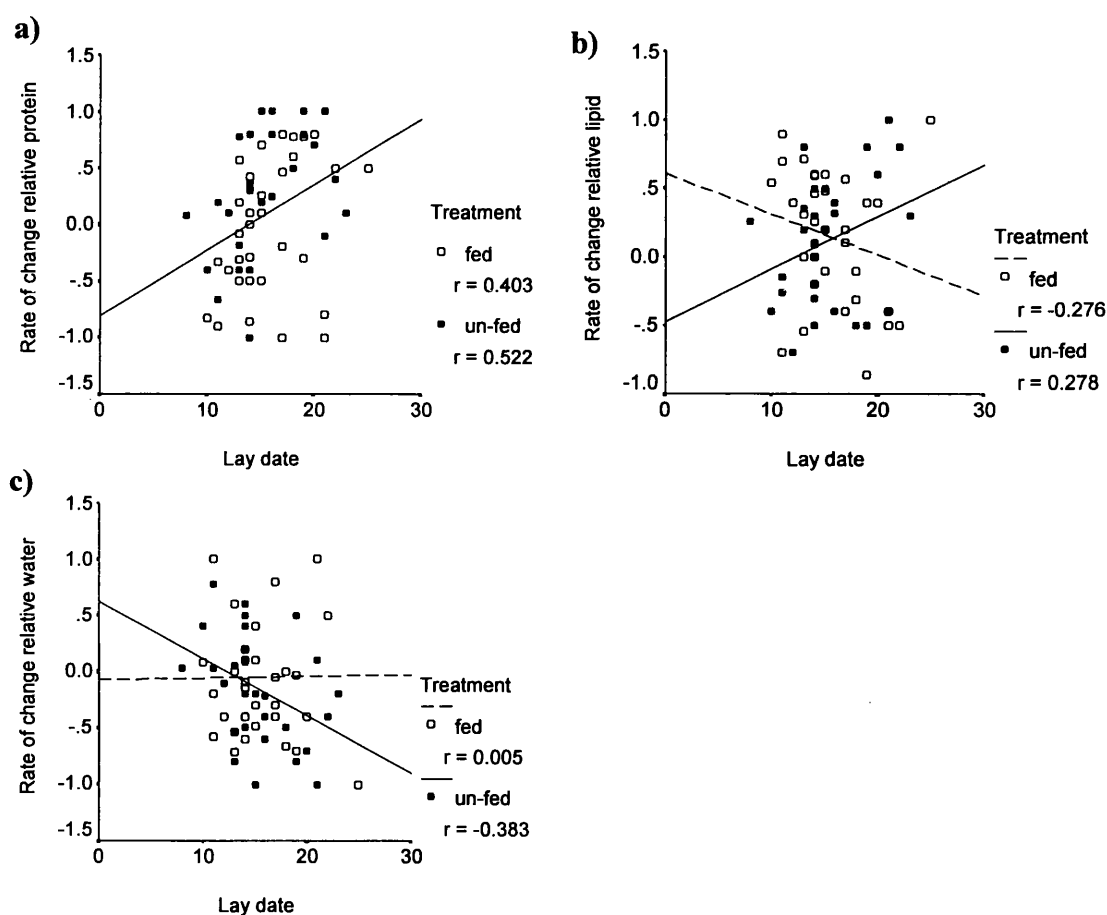 a)
Rate of change relative protein
1.5
1.0
.5
0.0
-.5
-1.0
-1.5
0
10
20
30
Lay date
Treatment
fed
r = 0.403
un-fed
r = 0.522
b)
Rate of change relative lipid
1.5
1.0
.5
0.0
-.5
-1.0
0
10
20
30
Lay date
Treatment
fed
r = -0.276
un-fed
r = 0.278
c)
Rate of change relative water
1.5
1.0
.5
0.0
-.5
-1.0
-1.5
0
10
20
30
Lay date
Treatment
fed
r = 0.005
un-fed
r = -0.383